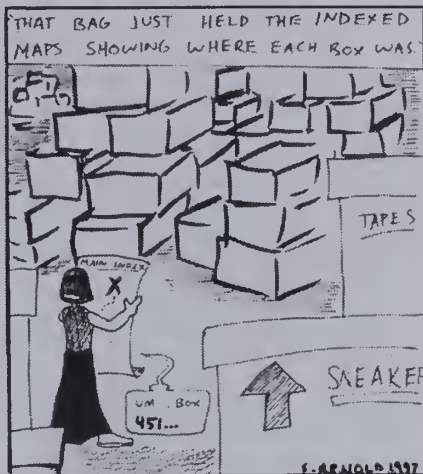 "THAT BAG JUST HELD THE INDEXED
MAPS SHOWING WHERE EACH BOX WAS."
TAPES
MAIN INDEX
X
UM BOX
451...
SNEAKER
F. ARNOLD 1997